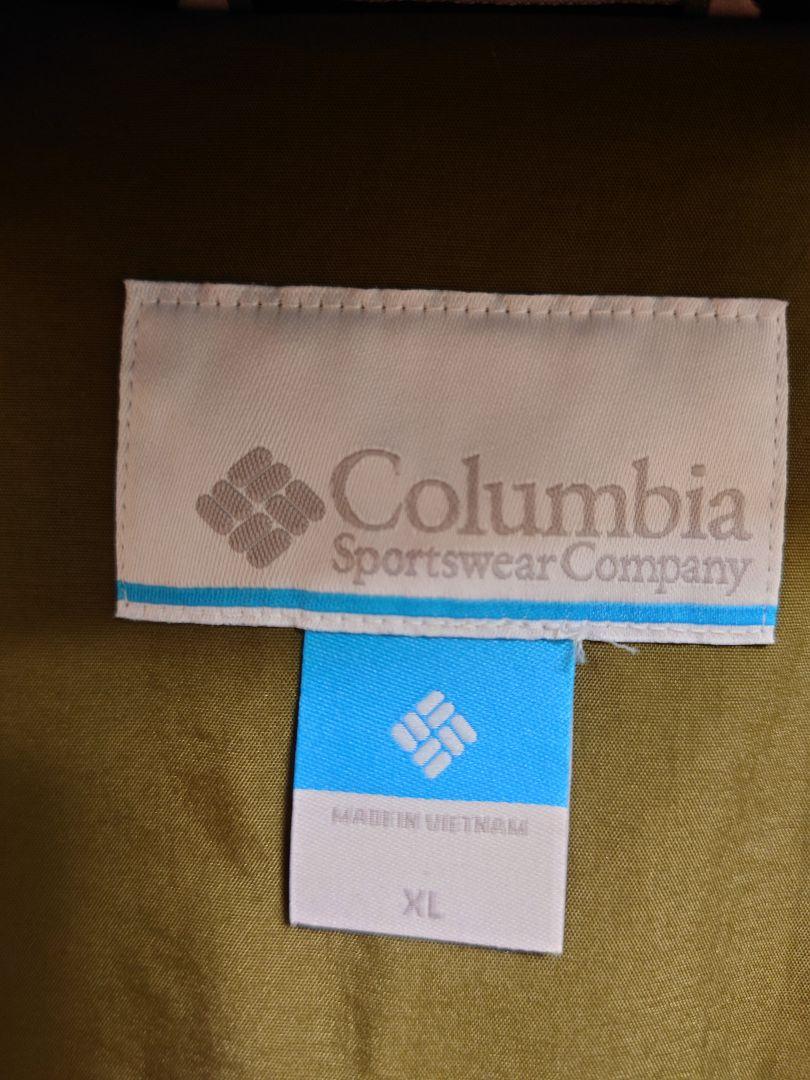 Columbia
Sportswear Company
MADE IN VIETNAM
XL